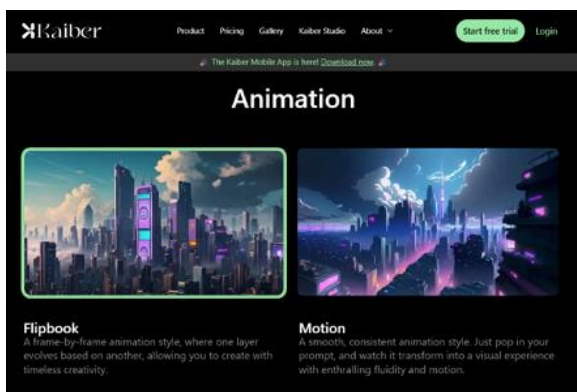 Kaiber
Product Pricing Gallery Kaiber Studio About Start free trial Login
🎉 The Kaiber Mobile App is here! Download now. 🎉
Animation
Flipbook
A frame-by-frame animation style, where one layer
evolves based on another, allowing you to create with
timeless creativity.
Motion
A smooth, consistent animation style. Just pop in your
prompt, and watch it transform into a visual experience
with enthralling fluidity and motion.